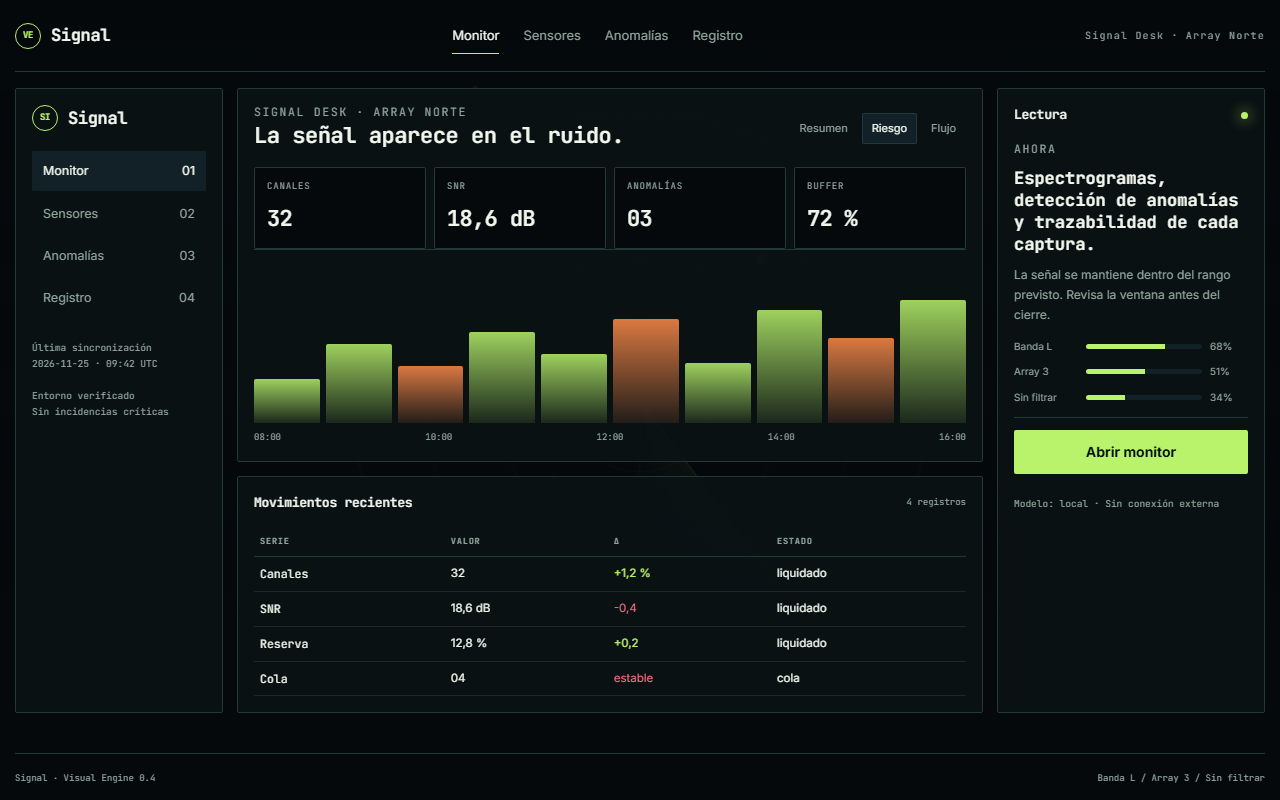 VE Signal
Monitor Sensores Anomalías Registro
Signal Desk · Array Norte
SI Signal
Monitor 01
Sensores 02
Anomalías 03
Registro 04
Última sincronización
2026-11-25 · 09:42 UTC
Entorno verificado
Sin incidencias críticas
SIGNAL DESK · ARRAY NORTE
La señal aparece en el ruido.
Resumen Riesgo Flujo
CANALES
32
SNR
18,6 dB
ANOMALÍAS
03
BUFFER
72 %
08:00 10:00 12:00 14:00 16:00
Movimientos recientes
4 registros
SERIE VALOR Δ ESTADO
Canales 32 +1,2 % liquidado
SNR 18,6 dB -0,4 liquidado
Reserva 12,8 % +0,2 liquidado
Cola 04 estable cola
Lectura
AHORA
Espectrogramas,
detección de anomalías
y trazabilidad de cada
captura.
La señal se mantiene dentro del rango
previsto. Revisa la ventana antes del
cierre.
Banda L 68%
Array 3 51%
Sin filtrar 34%
Abrir monitor
Modelo: local · Sin conexión externa
Signal · Visual Engine 0.4
Banda L / Array 3 / Sin filtrar